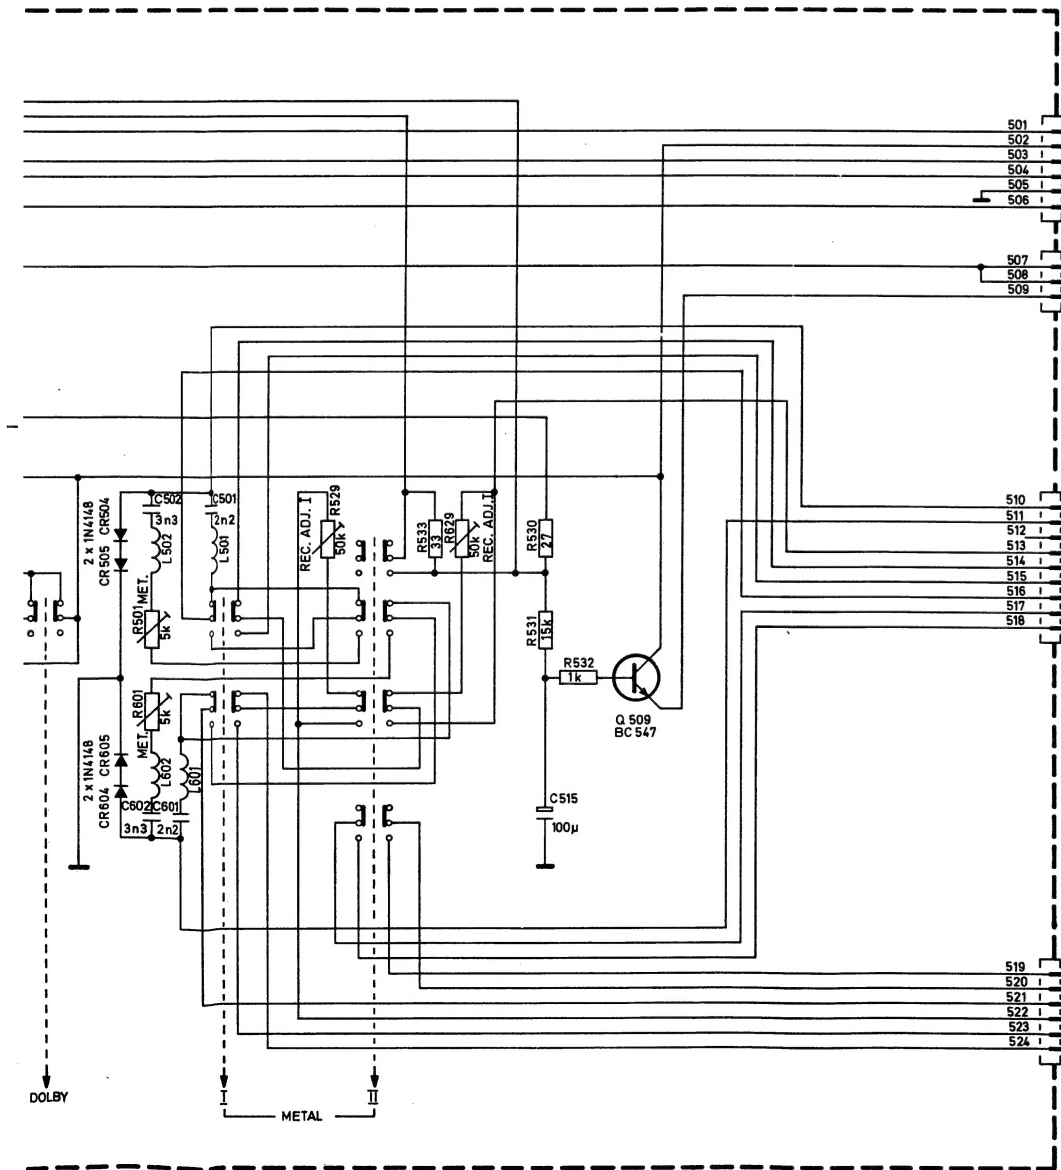 501
502
503
504
505
506
507
508
509
I
C502
C501
3n3
2n2
2 x 1N4148
CR505 CR504
L502
L501
MET.
R501
5k
REC. ADJ. I
R529
50k
R533
33
R629
50k
REC. ADJ. I
R530
27
R531
15k
R532
1k
Q 509
BC 547
510
511
512
513
514
515
516
517
518
R601
5k
MET.
2 x 1N4148
CR604 CR605
L602
L601
C602
C601
3n3
2n2
C515
100µ
519
520
521
522
523
524
DOLBY
I
II
METAL